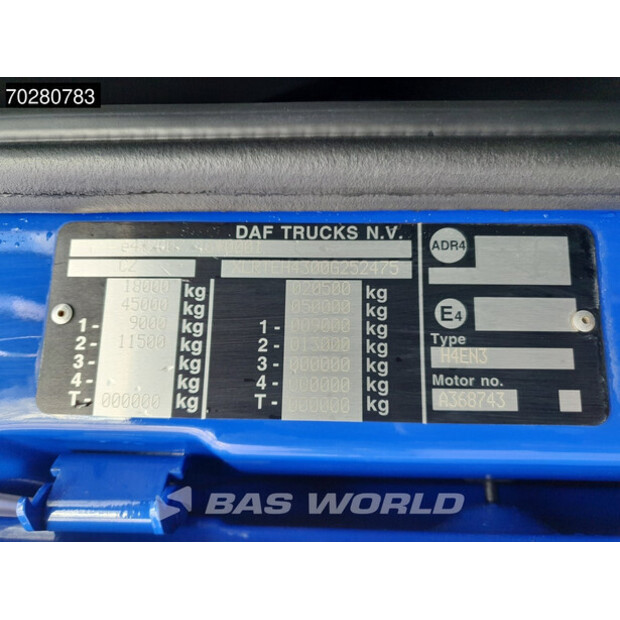 70280783
DAF TRUCKS N.V.
CZ
18000 kg
45000 kg
1- 9000 kg
2- 11500 kg
3- kg
4- kg
T- 000000 kg
020500 kg
050000 kg
1- 009000 kg
2- 013000 kg
3- 000000 kg
4- 000000 kg
T- 000000 kg
ADR4
E4
Type
H4EN3
Motor no.
A368743
BAS WORLD